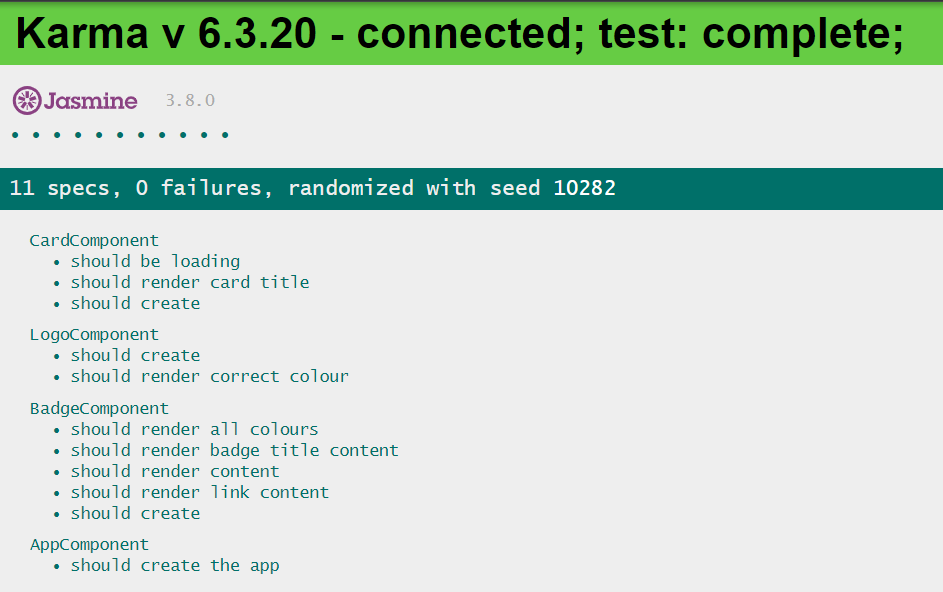 Karma v 6.3.20 - connected; test: complete;
Jasmine 3.8.0
• • • • • • • • • • •
11 specs, 0 failures, randomized with seed 10282
CardComponent
• should be loading
• should render card title
• should create
LogoComponent
• should create
• should render correct colour
BadgeComponent
• should render all colours
• should render badge title content
• should render content
• should render link content
• should create
AppComponent
• should create the app